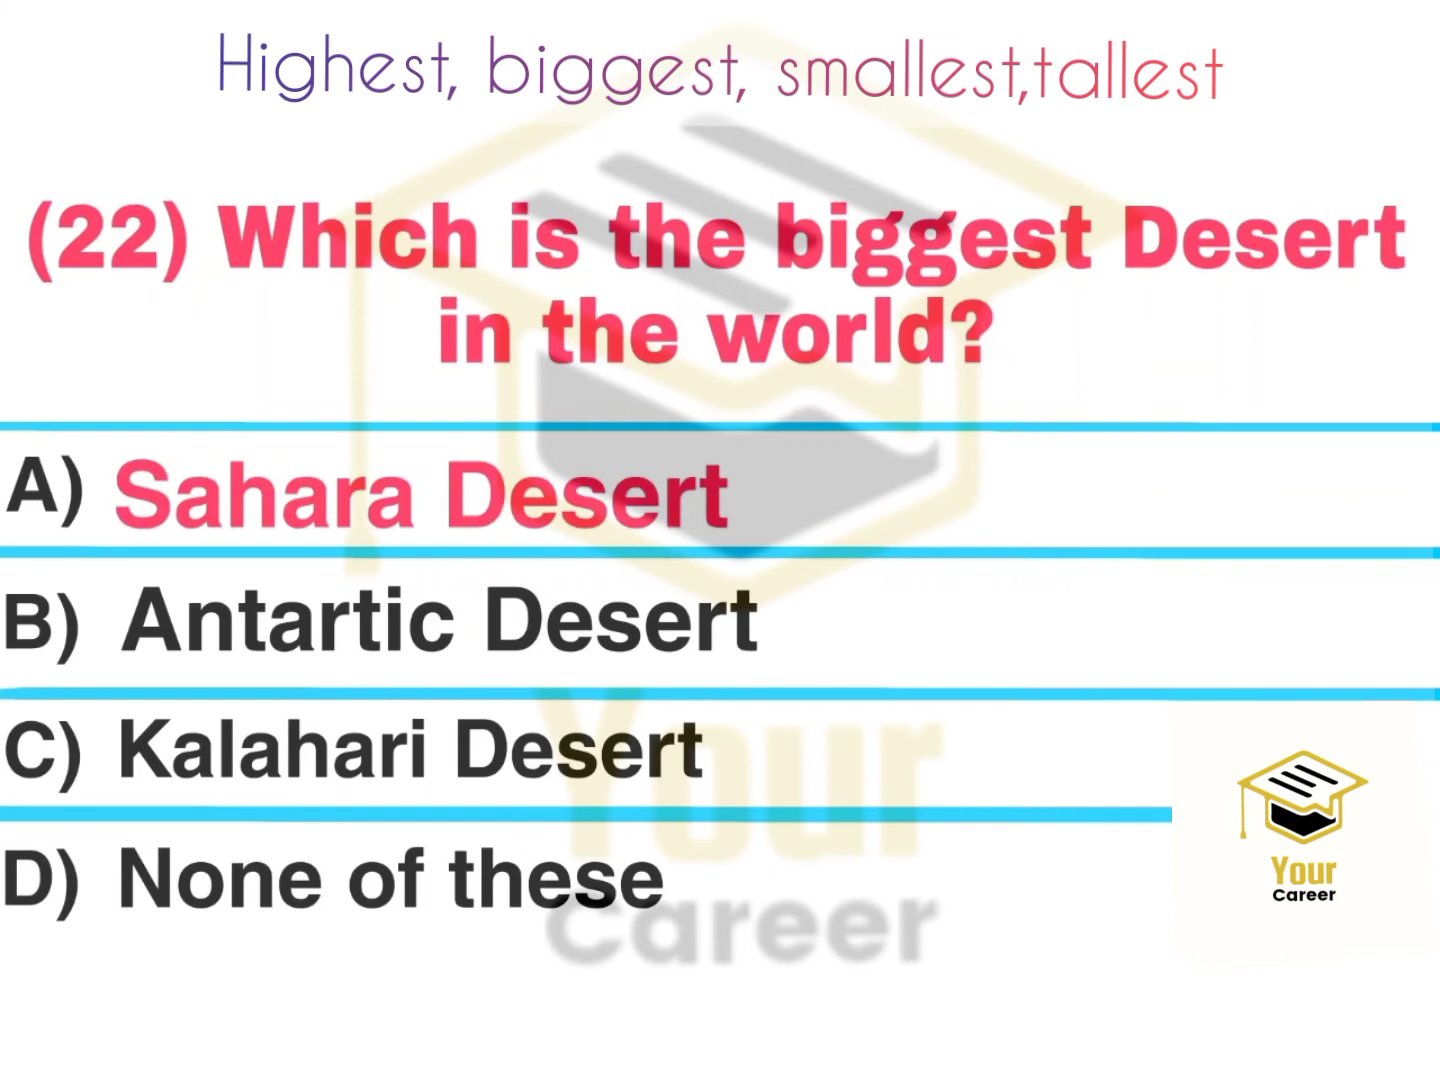 Highest, biggest, smallest,tallest
(22) Which is the biggest Desert
in the world?
A) Sahara Desert
B) Antartic Desert
C) Kalahari Desert
D) None of these
Your
Career
Your
Career